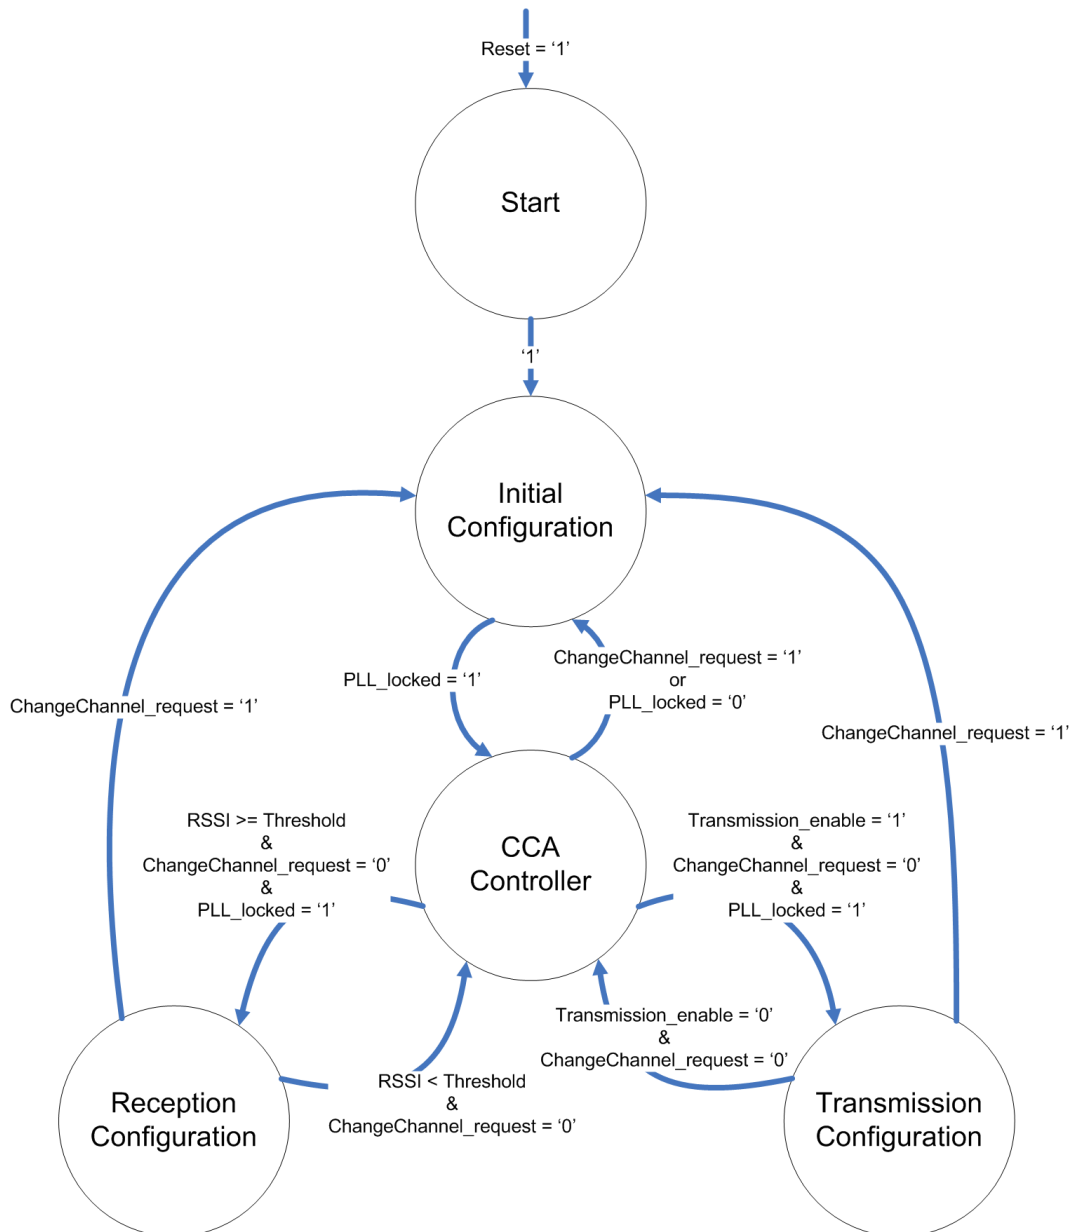 Reset = ‘1’
Start
‘1’
Initial
Configuration
PLL_locked = ‘1’
ChangeChannel_request = ‘1’
or
PLL_locked = ‘0’
ChangeChannel_request = ‘1’
ChangeChannel_request = ‘1’
RSSI >= Threshold
&
ChangeChannel_request = ‘0’
&
PLL_locked = ‘1’
CCA
Controller
Transmission_enable = ‘1’
&
ChangeChannel_request = ‘0’
&
PLL_locked = ‘1’
Transmission_enable = ‘0’
&
ChangeChannel_request = ‘0’
RSSI < Threshold
&
ChangeChannel_request = ‘0’
Reception
Configuration
Transmission
Configuration